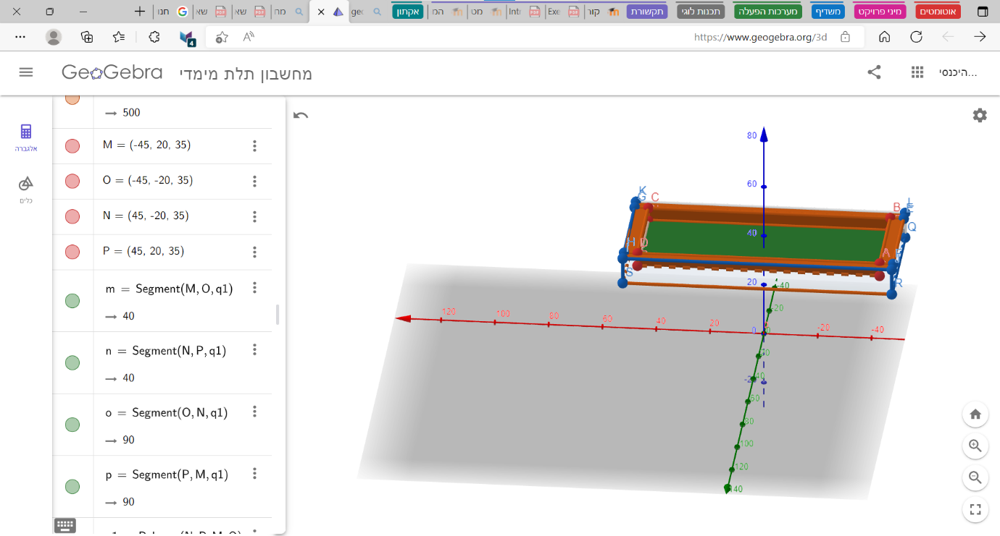 חנו
שא
שא
מה
geo
אקתון
המ
מט
Int
Exe
קור
תקשורת
תכנות לוגי
מערכות הפעלה
משדיף
מיני פרויקט
אוטומטים
4
https://www.geogebra.org/3d
GeoGebra מחשבון תלת מימדי
היכנסי...
אלגברה
כלים
→ 500
M = (-45, 20, 35)
O = (-45, -20, 35)
N = (45, -20, 35)
P = (45, 20, 35)
m = Segment(M, O, q1)
→ 40
n = Segment(N, P, q1)
→ 40
o = Segment(O, N, q1)
→ 90
p = Segment(P, M, q1)
→ 90
80
60
40
20
0
K
G
C
B
L
E
Q
H
D
A
S
R
120
100
80
60
40
20
-20
-40
-40
-20
40
60
80
100
120
140